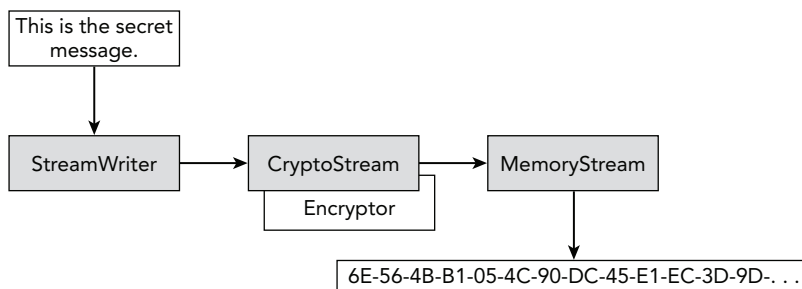 This is the secret
message.
StreamWriter
CryptoStream
MemoryStream
Encryptor
6E-56-4B-B1-05-4C-90-DC-45-E1-EC-3D-9D-. . .